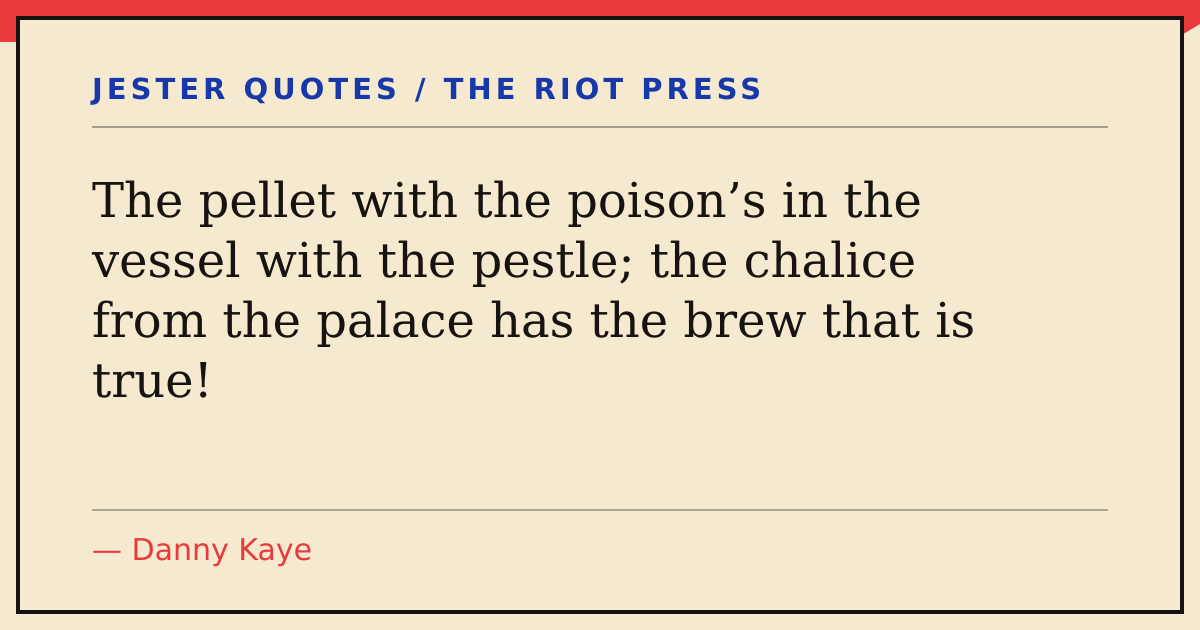 JESTER QUOTES / THE RIOT PRESS
The pellet with the poison’s in the
vessel with the pestle; the chalice
from the palace has the brew that is
true!
— Danny Kaye